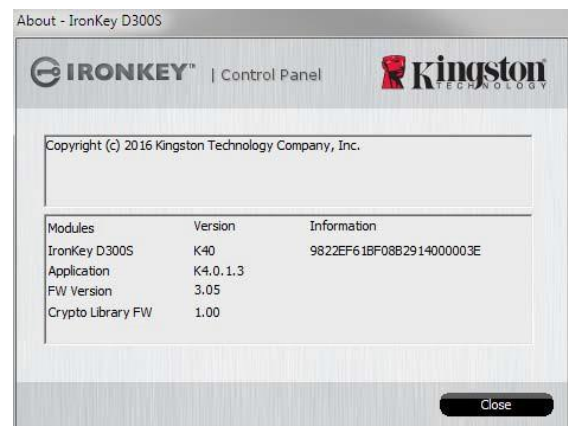 About - IronKey D300S
IRONKEY™ | Control Panel
Kingston
TECHNOLOGY
Copyright (c) 2016 Kingston Technology Company, Inc.
Modules Version Information
IronKey D300S K40 9822EF61BF08B2914000003E
Application K4.0.1.3
FW Version 3.05
Crypto Library FW 1.00
Close